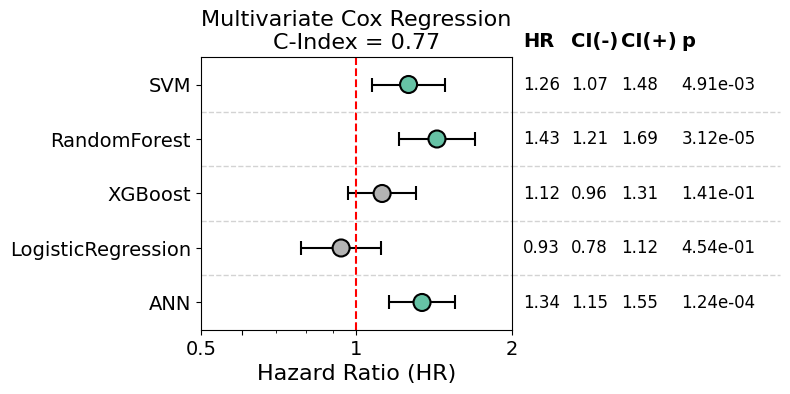 Multivariate Cox Regression
C-Index = 0.77
HR CI(-) CI(+) p
SVM 1.26 1.07 1.48 4.91e-03
RandomForest 1.43 1.21 1.69 3.12e-05
XGBoost 1.12 0.96 1.31 1.41e-01
LogisticRegression 0.93 0.78 1.12 4.54e-01
ANN 1.34 1.15 1.55 1.24e-04
0.5 1 2
Hazard Ratio (HR)